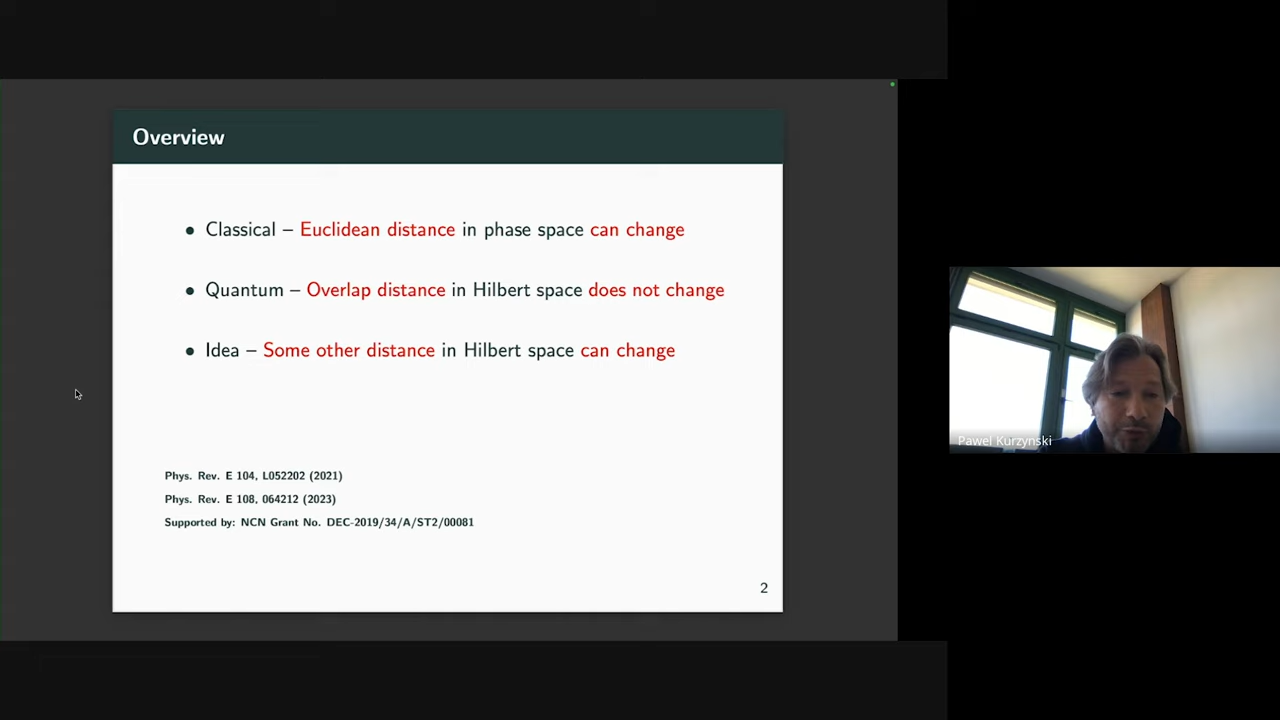 Overview
• Classical – Euclidean distance in phase space can change
• Quantum – Overlap distance in Hilbert space does not change
• Idea – Some other distance in Hilbert space can change
Phys. Rev. E 104, L052202 (2021)
Phys. Rev. E 108, 064212 (2023)
Supported by: NCN Grant No. DEC-2019/34/A/ST2/00081
2
Pawel Kurzynski